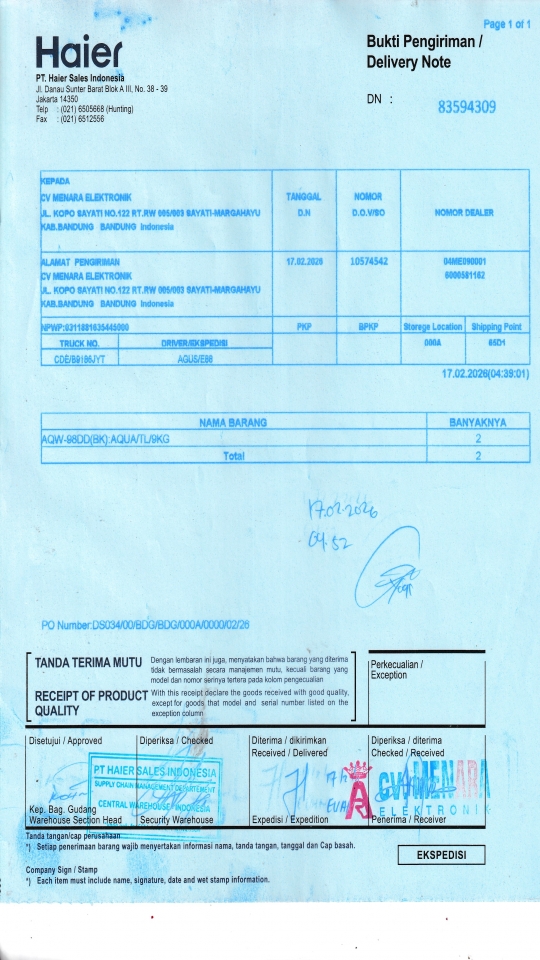 Page 1 of 1
Haier
Bukti Pengiriman /
Delivery Note
PT. Haier Sales Indonesia
Jl. Danau Sunter Barat Blok A III, No. 38 - 39
Jakarta 14350
Telp : (021) 6505668 (Hunting)
Fax : (021) 6512556
DN : 83594309
KEPADA
CV MENARA ELEKTRONIK
JL. KOPO SAYATI NO.122 RT.RW 005/003 SAYATI-MARGAHAYU
KAB.BANDUNG BANDUNG Indonesia
TANGGAL
D.N
NOMOR
D.O.V/SO
NOMOR DEALER
ALAMAT PENGIRIMAN
CV MENARA ELEKTRONIK
JL. KOPO SAYATI NO.122 RT.RW 005/003 SAYATI-MARGAHAYU
KAB.BANDUNG BANDUNG Indonesia
17.02.2026
10574542
04ME090001
6000581162
NPWP:0311881635445000
PKP
BPKP
Storege Location
Shipping Point
TRUCK NO.
DRIVER/EKSPEDISI
000A
65D1
CDE/B9186JYT
AGUS/E86
17.02.2026(04:39:01)
NAMA BARANG
BANYAKNYA
AQW-98DD(BK):AQUA/TL/9KG
2
Total
2
17.02.2026
04.52
PO Number:DS034/00/BDG/BDG/000A/0000/02/26
TANDA TERIMA MUTU
Dengan lembaran ini juga, menyatakan bahwa barang yang diterima
tidak bermasalah secara manajemen mutu, kecuali barang yang
model dan nomor serinya tertera pada kolom pengecualian
RECEIPT OF PRODUCT
QUALITY
With this receipt declare the goods received with good quality,
except for goods that model and serial number listed on the
exception column
Perkecualian /
Exception
Disetujui / Approved
Diperiksa / Checked
Diterima / dikirimkan
Received / Delivered
Diperiksa / diterima
Checked / Received
PT HAIER SALES INDONESIA
SUPPLY CHAIN MANAGEMENT DEPARTEMENT
CENTRAL WAREHOUSE INDONESIA
CV. MENARA
ELEKTRONIK
Kep. Bag. Gudang
Warehouse Section Head
Security Warehouse
Expedisi / Expedition
Penerima / Receiver
Tanda tangan/cap perusahaan
*) Setiap penerimaan barang wajib menyertakan informasi nama, tanda tangan, tanggal dan Cap basah.
EKSPEDISI
Company Sign / Stamp
*) Each item must include name, signature, date and wet stamp information.